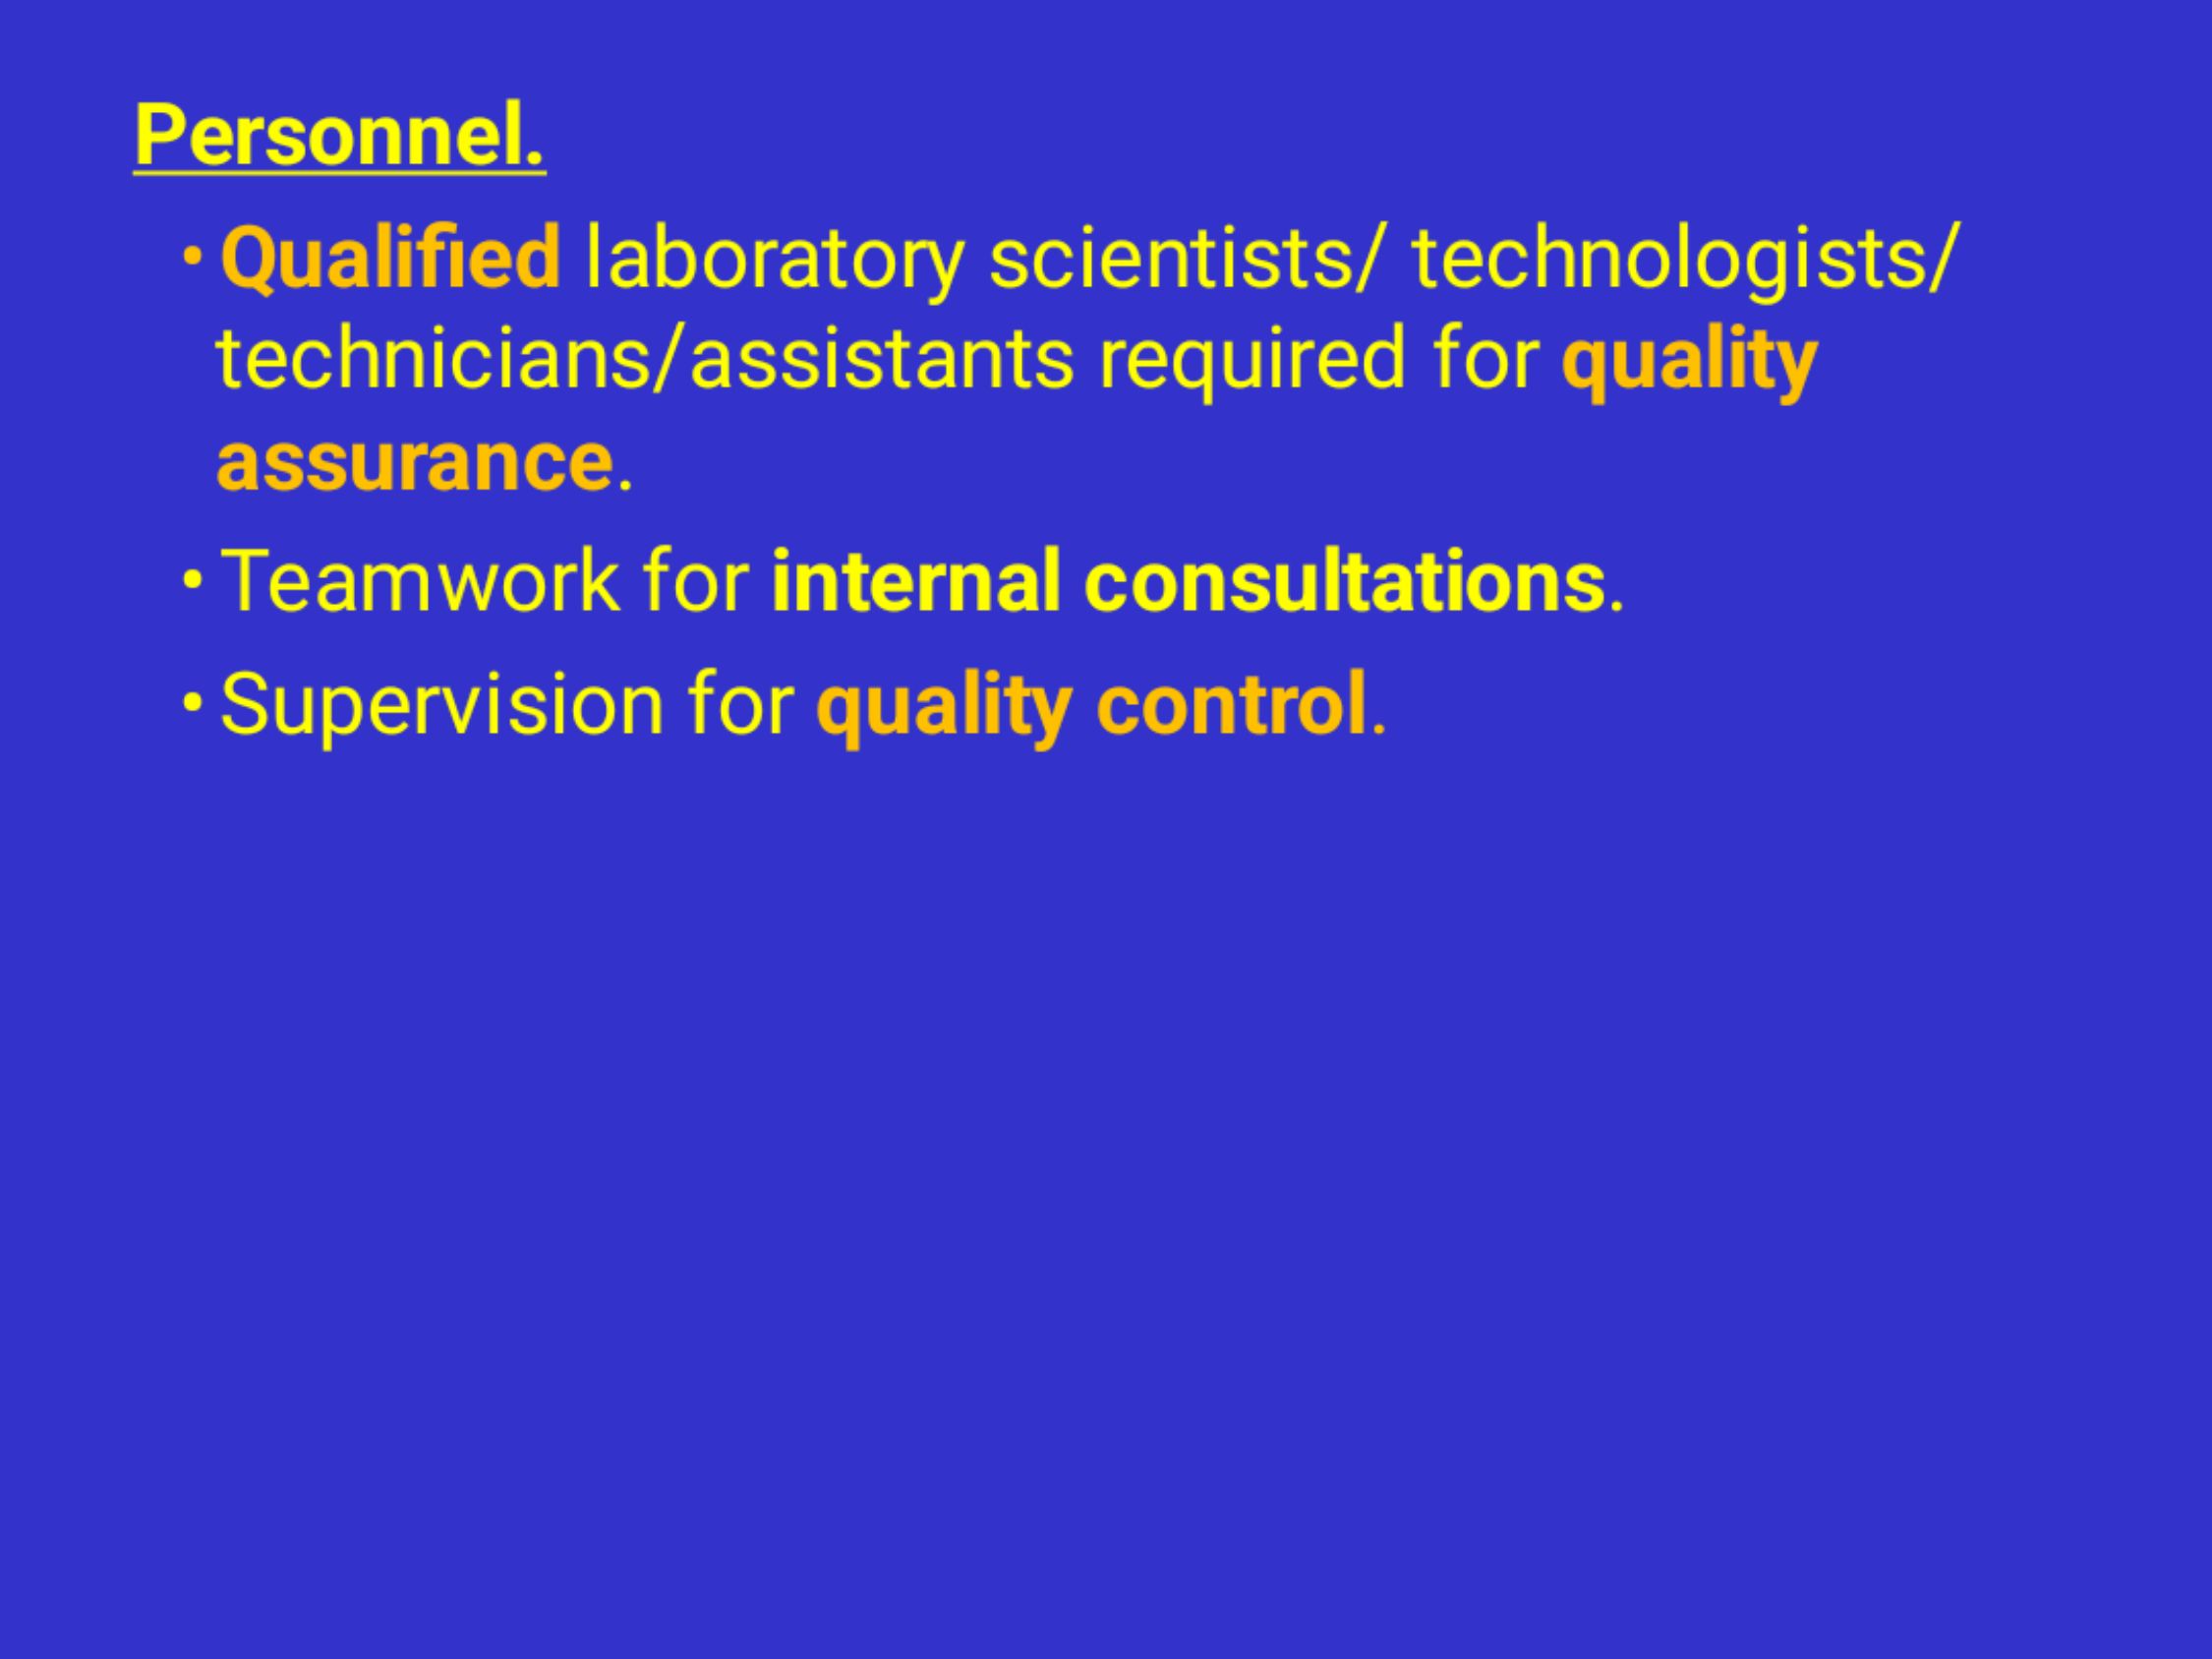 Personnel.
• Qualified laboratory scientists/ technologists/
technicians/assistants required for quality
assurance.
• Teamwork for internal consultations.
• Supervision for quality control.